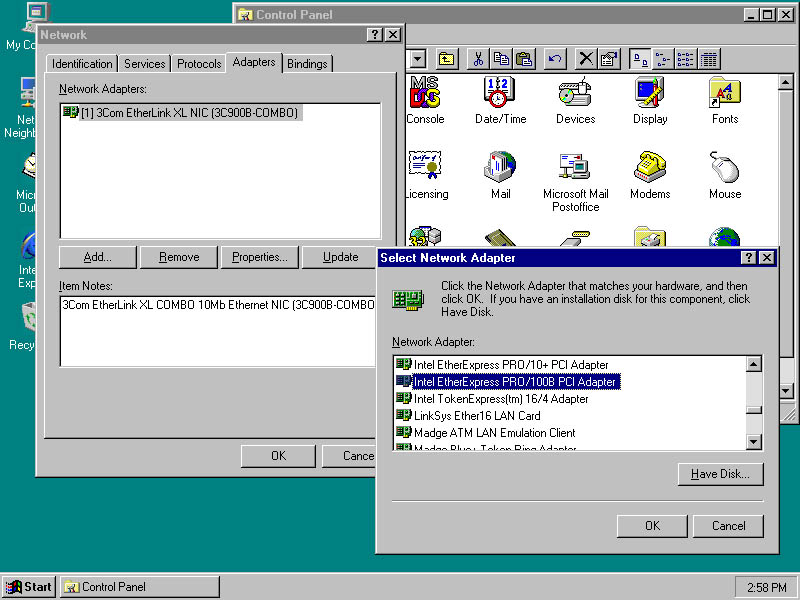 Control Panel
My Co
Network
Identification
Services
Protocols
Adapters
Bindings
Network Adapters:
[1] 3Com EtherLink XL NIC (3C900B-COMBO)
Add...
Remove
Properties...
Update
Item Notes:
3Com EtherLink XL COMBO 10Mb Ethernet NIC (3C900B-COMBO
OK
Cance
Net
Neighb
Micr
Out
Inte
Exp
Recy
MS
DOS
Console
Date/Time
Devices
Display
Fonts
Licensing
Mail
Microsoft Mail
Postoffice
Modems
Mouse
32
Select Network Adapter
Click the Network Adapter that matches your hardware, and then
click OK. If you have an installation disk for this component, click
Have Disk.
Network Adapter:
Intel EtherExpress PRO/10+ PCI Adapter
Intel EtherExpress PRO/100B PCI Adapter
Intel TokenExpress(tm) 16/4 Adapter
LinkSys Ether16 LAN Card
Madge ATM LAN Emulation Client
Madge Blue+ Token Ring Adapter
Have Disk...
OK
Cancel
Start
Control Panel
2:58 PM